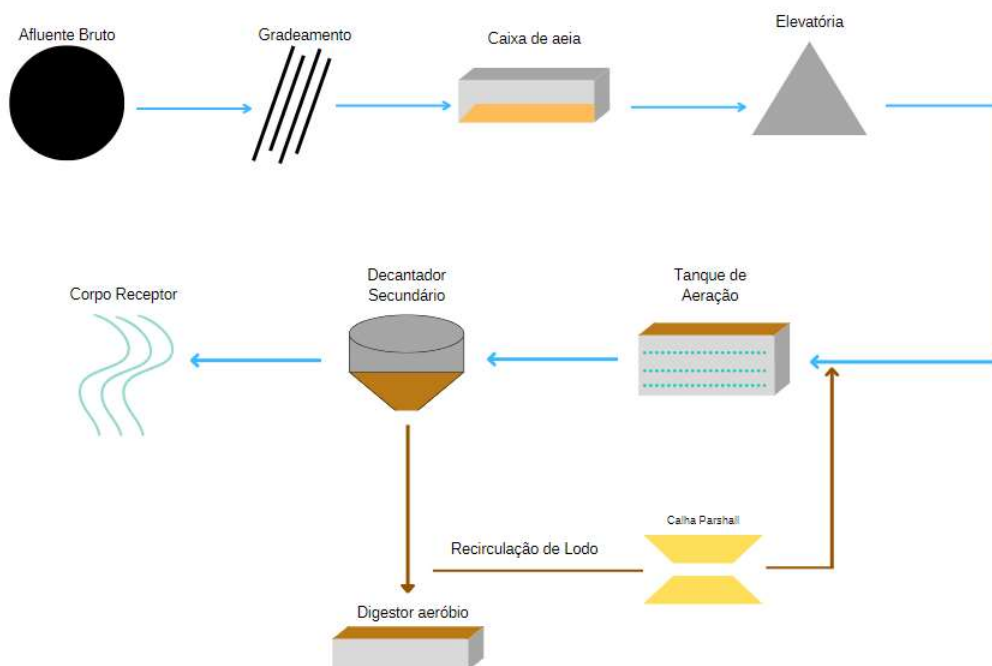 Afluente Bruto
Gradeamento
Caixa de aeia
Elevatória
Corpo Receptor
Decantador
Secundário
Tanque de
Aeração
Recirculação de Lodo
Calha Parshall
Digestor aeróbio